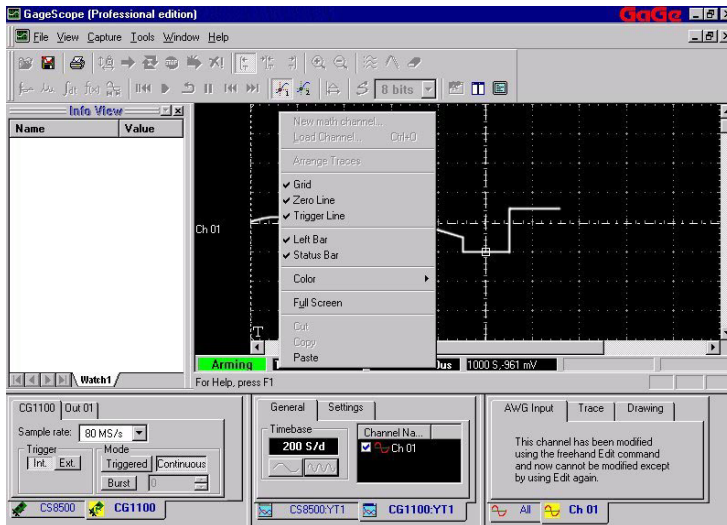 GageScope (Professional edition)
GaGe
File View Capture Tools Window Help
8 bits
Info View
Name Value
Watch1
Ch 01
New math channel...
Load Channel... Ctrl+O
Arrange Traces
Grid
Zero Line
Trigger Line
Left Bar
Status Bar
Color
Full Screen
Cut
Copy
Paste
T
Arming
1000 S,-961 mV
For Help, press F1
CG1100 Out 01
Sample rate: 80 MS/s
Trigger
Int. Ext.
Mode
Triggered Continuous
Burst 0
CS8500 CG1100
General Settings
Timebase
200 S/d
Channel Na...
Ch 01
CS8500:YT1 CG1100:YT1
AWG Input Trace Drawing
This channel has been modified
using the freehand Edit command
and now cannot be modified except
by using Edit again.
All Ch 01